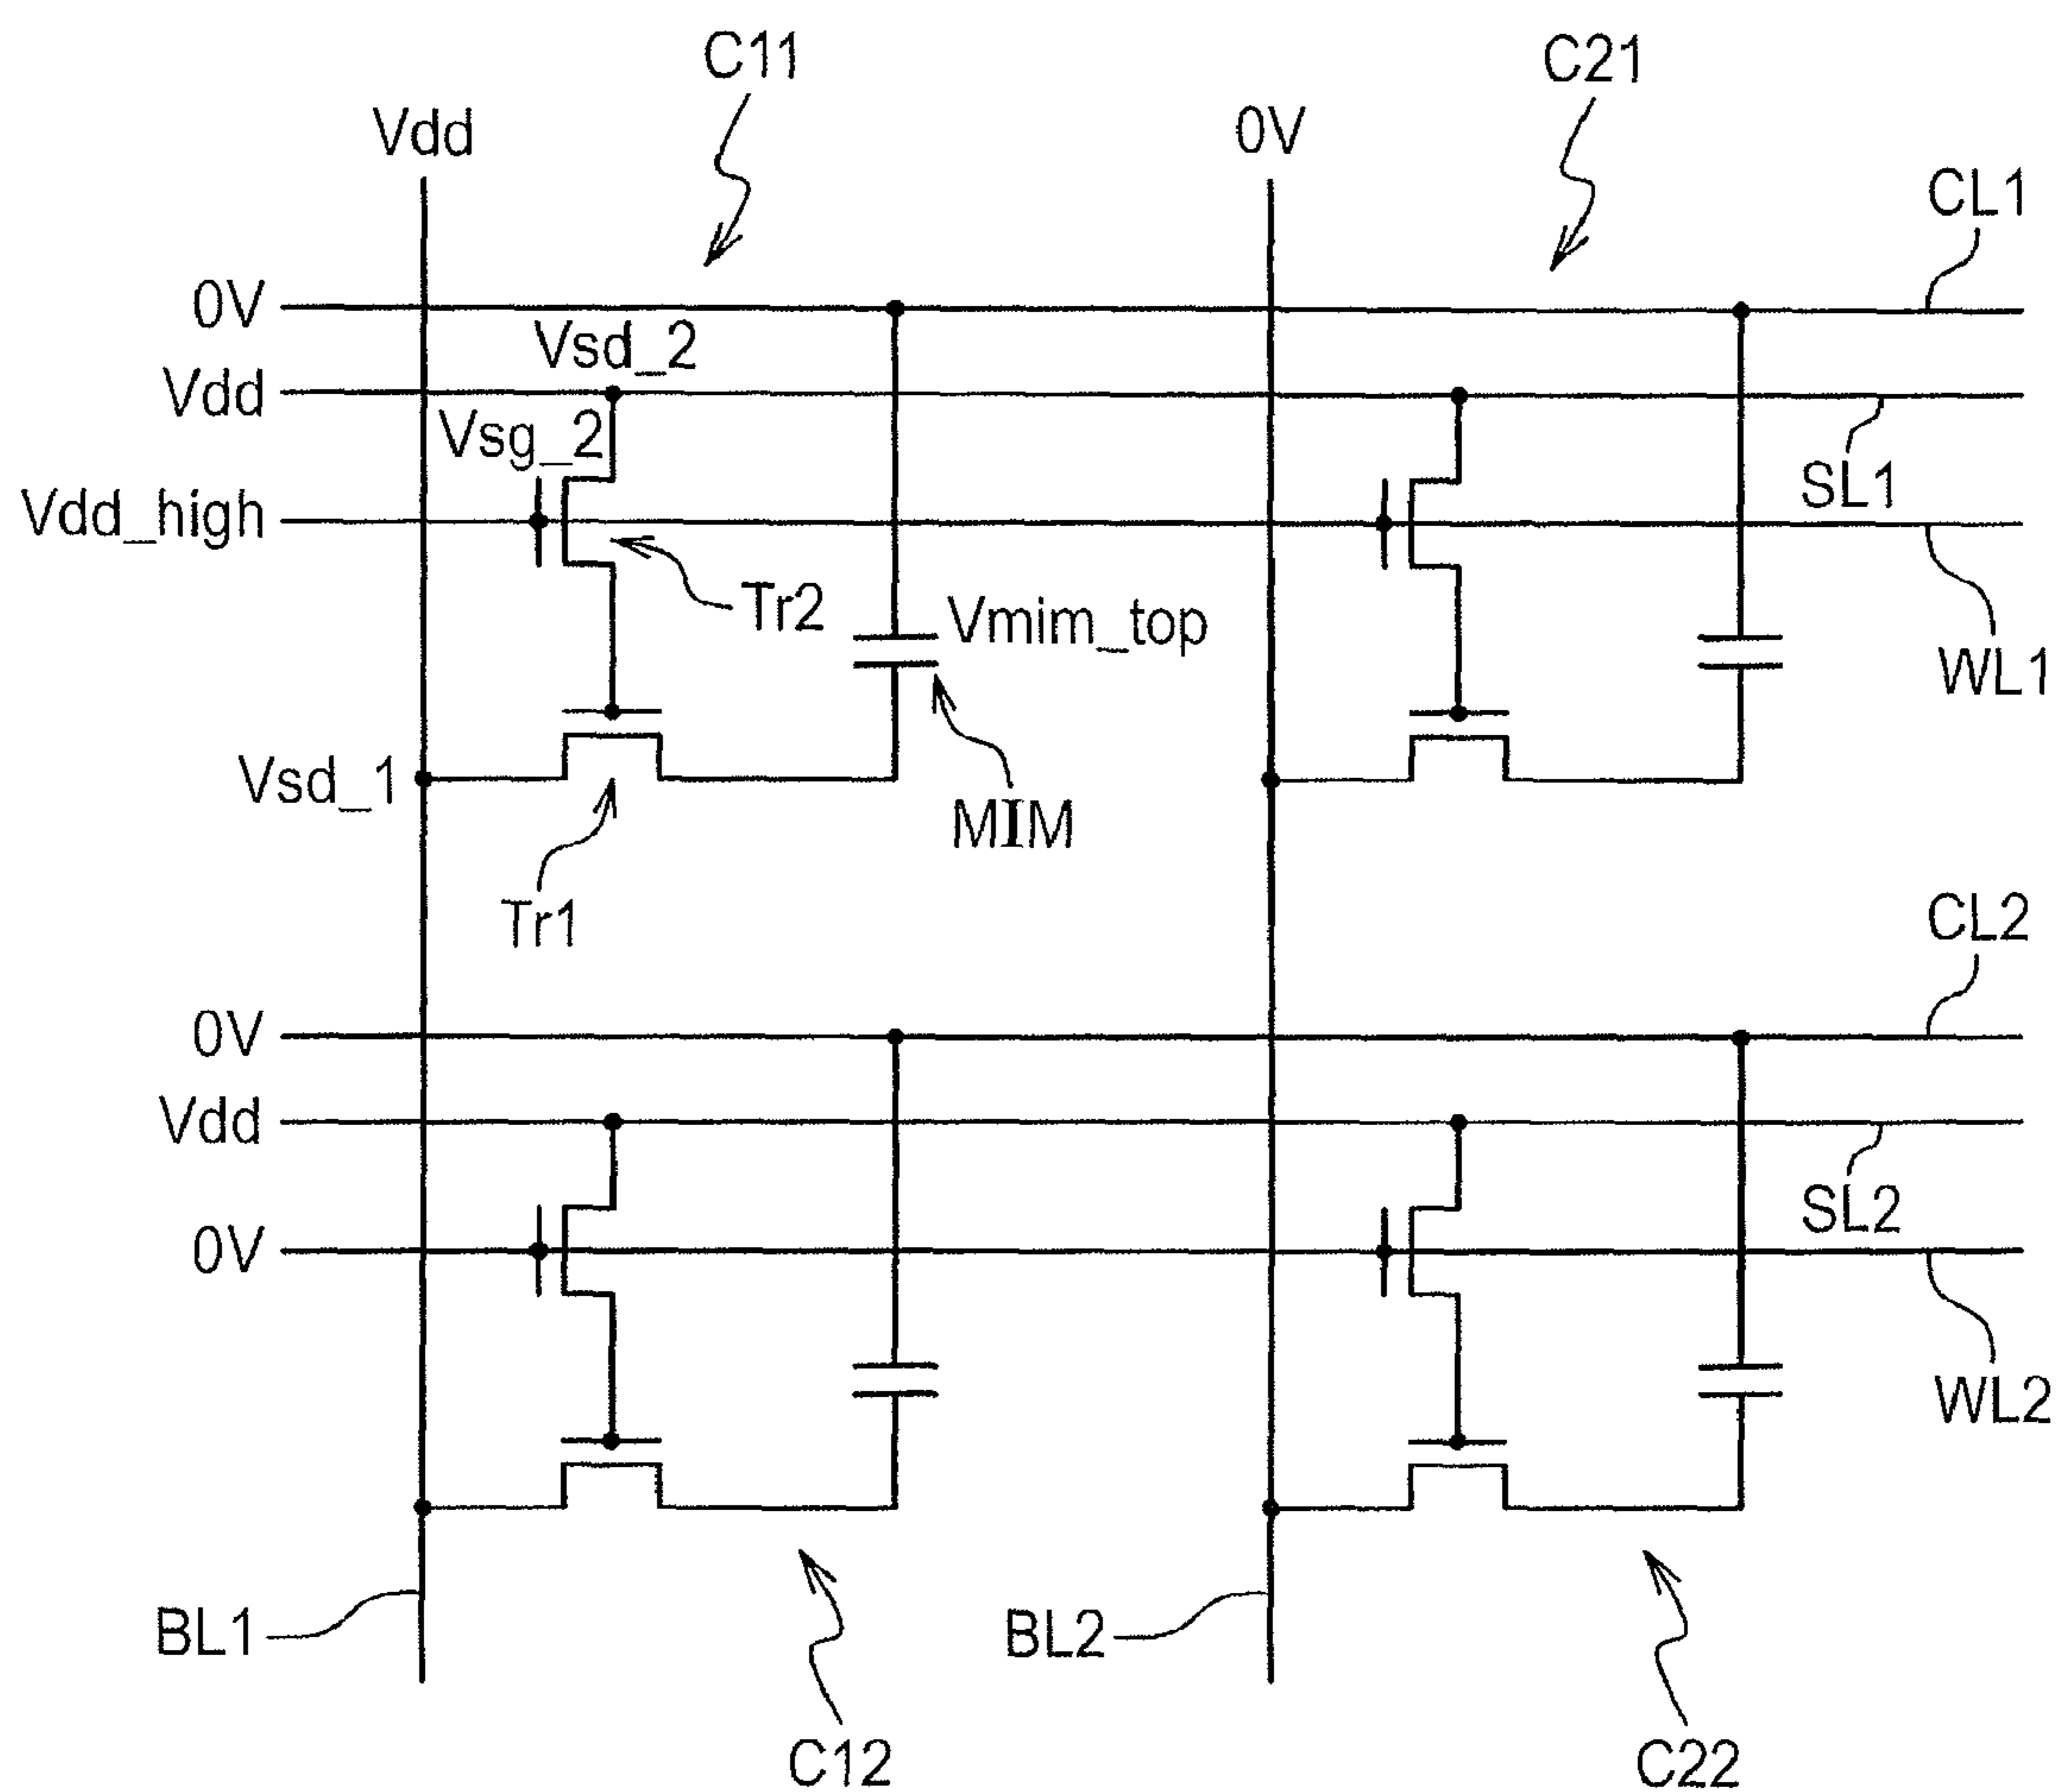 C11
C21
Vdd
0V
CL1
0V
Vsd_2
Vdd
Vsg_2
SL1
Vdd_high
Tr2
Vmim_top
WL1
Vsd_1
MIM
Tr1
CL2
0V
Vdd
SL2
0V
WL2
BL1
BL2
C12
C22